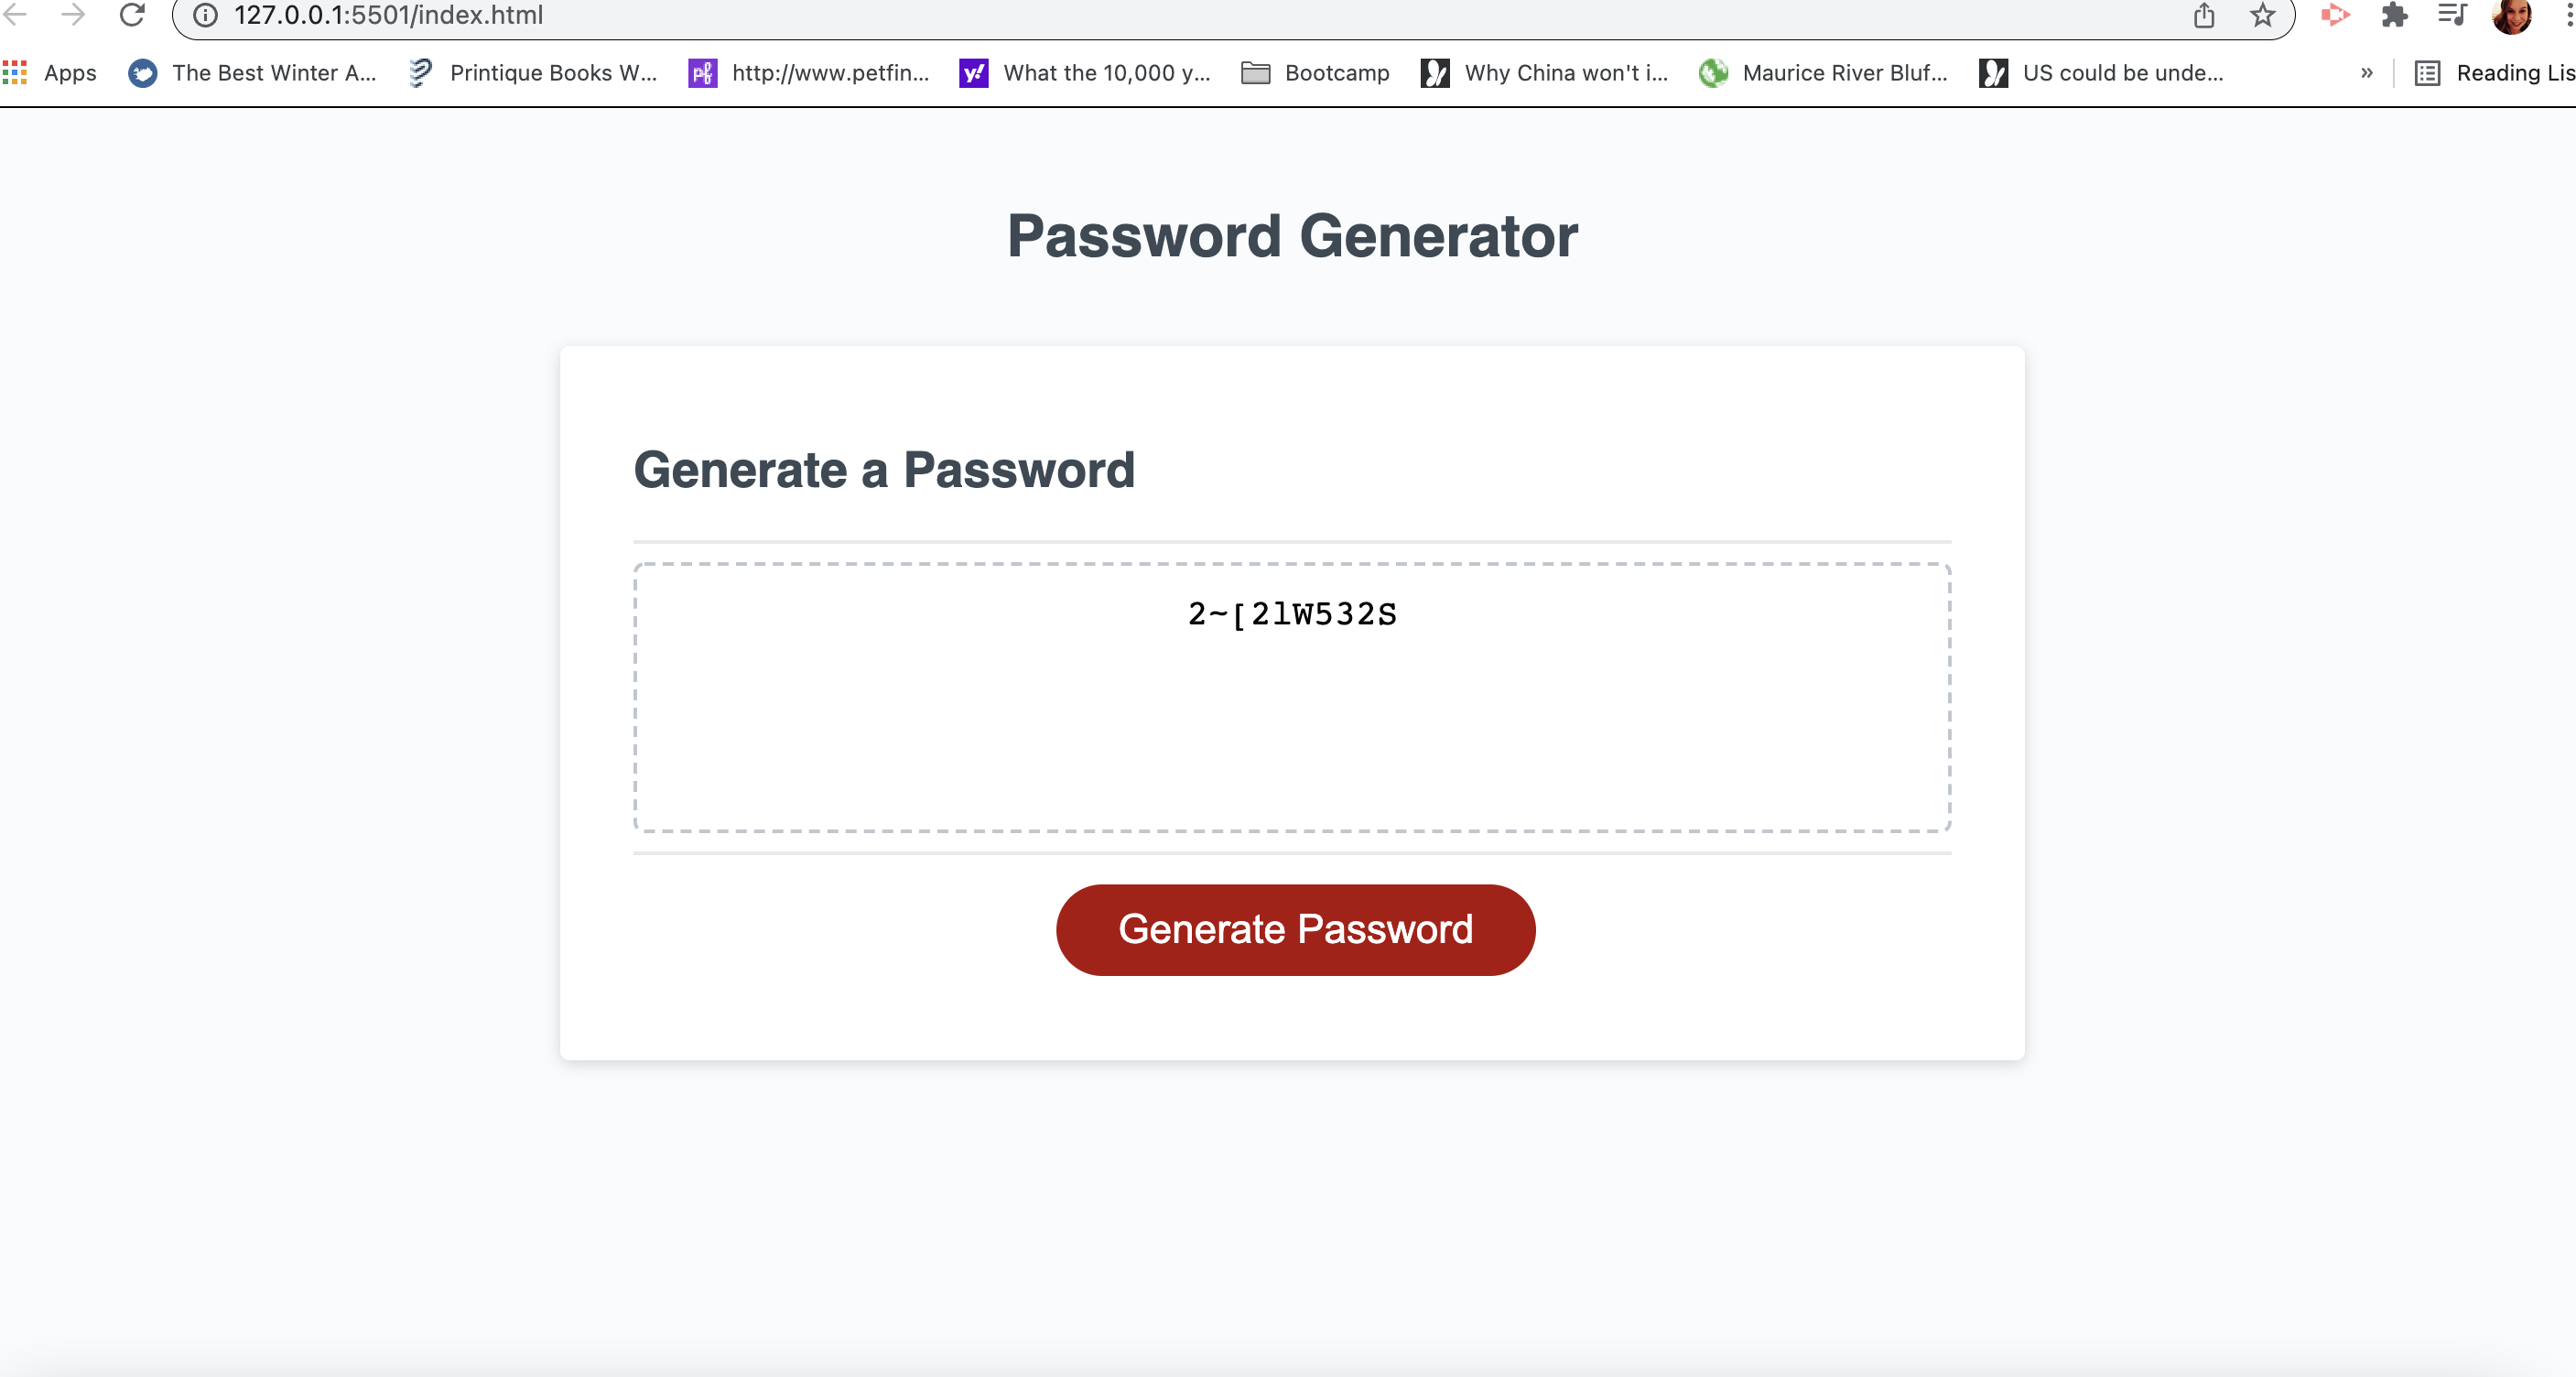 127.0.0.1:5501/index.html
Apps The Best Winter A... Printique Books W... http://www.petfin... What the 10,000 y... Bootcamp Why China won't i... Maurice River Bluf... US could be unde... » Reading Lis
Password Generator
Generate a Password
2~[2lW532S
Generate Password